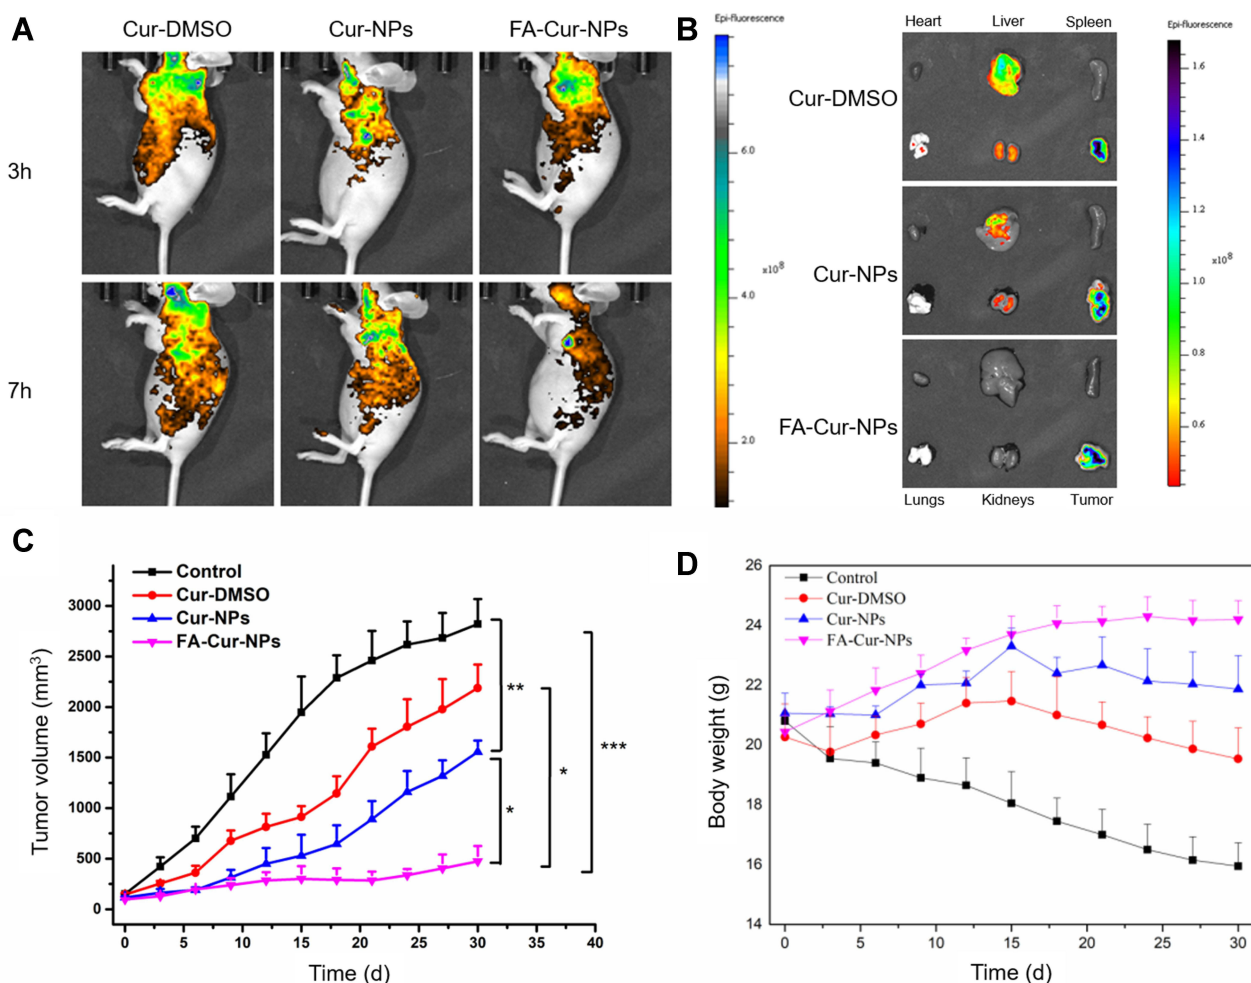 A
Cur-DMSO
Cur-NPs
FA-Cur-NPs
3h
7h
Epi-fluorescence
6.0
x10⁸
4.0
2.0
B
Heart
Liver
Spleen
Cur-DMSO
Cur-NPs
FA-Cur-NPs
Lungs
Kidneys
Tumor
Epi-fluorescence
1.6
1.4
1.2
x10⁸
1.0
0.8
0.6
C
Control
Cur-DMSO
Cur-NPs
FA-Cur-NPs
Tumor volume (mm³)
3000
2500
2000
1500
1000
500
0
**
*
*
***
0 5 10 15 20 25 30 35 40
Time (d)
D
Control
Cur-DMSO
Cur-NPs
FA-Cur-NPs
Body weight (g)
26
24
22
20
18
16
14
0 5 10 15 20 25 30
Time (d)